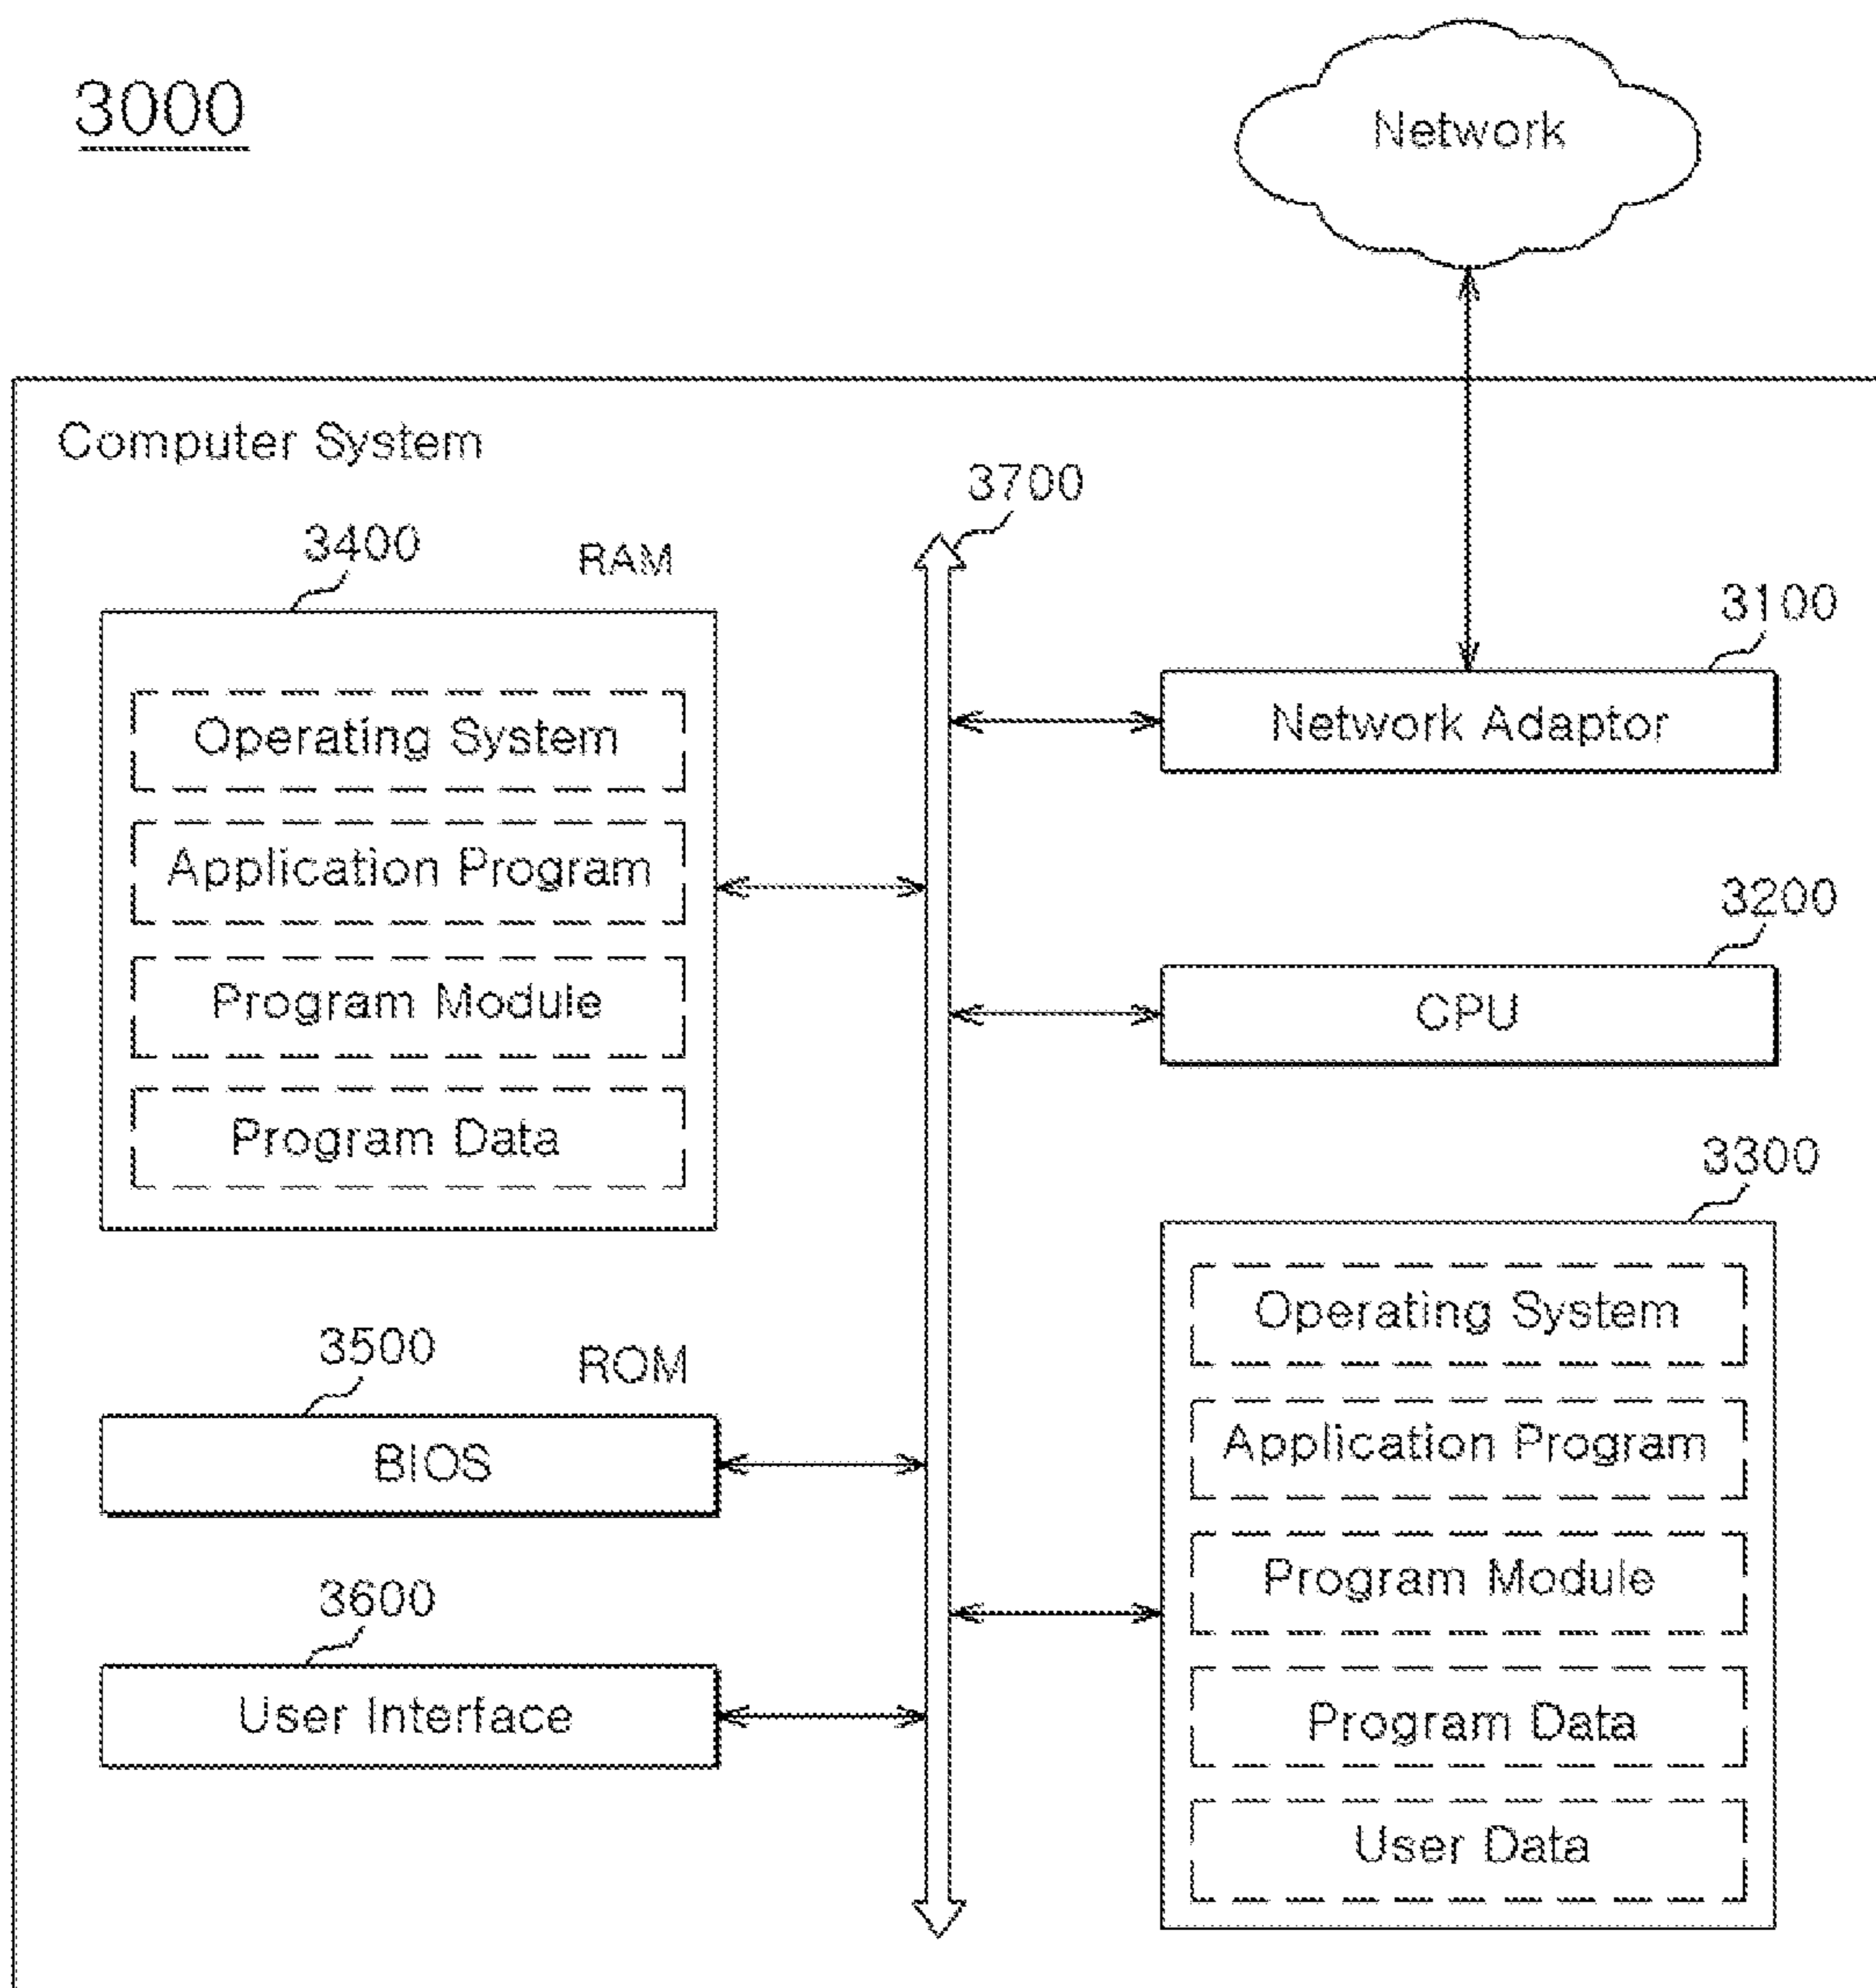 3000
Network
Computer System
3700
3400
RAM
Operating System
Application Program
Program Module
Program Data
3100
Network Adaptor
3200
CPU
3300
Operating System
Application Program
Program Module
Program Data
User Data
3500
ROM
BIOS
3600
User Interface